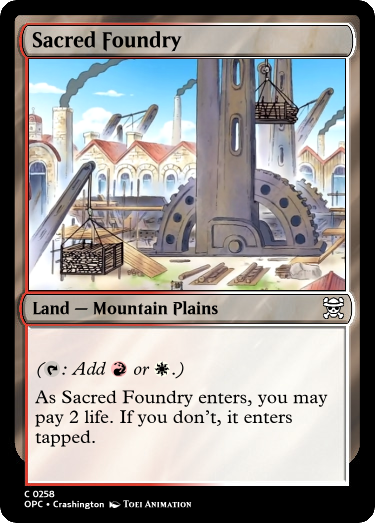 Sacred Foundry
Land — Mountain Plains
(: Add or .)
As Sacred Foundry enters, you may
pay 2 life. If you don't, it enters
tapped.
C 0258
OPC • Crashington Toei Animation